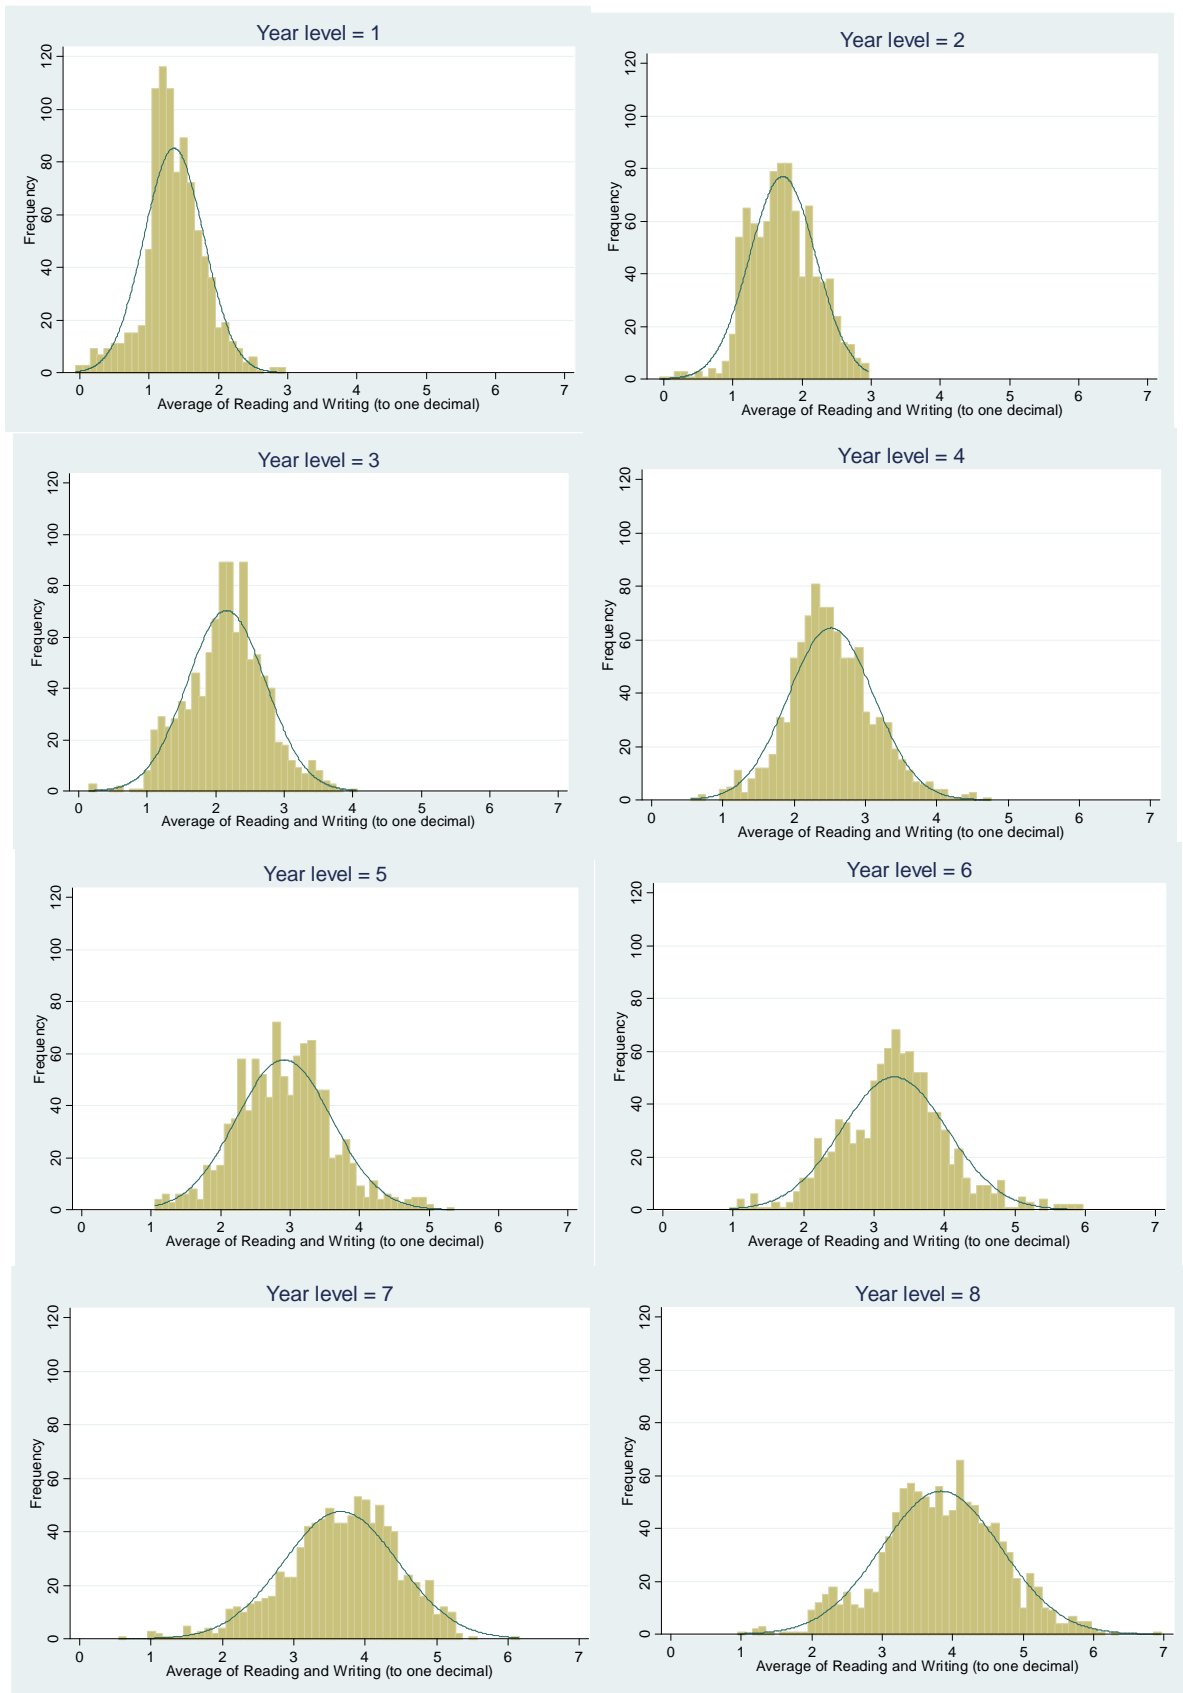 Year level = 1
120
100
80
60
40
20
0
Frequency
0 1 2 3 4 5 6 7
Average of Reading and Writing (to one decimal)
Year level = 2
120
100
80
60
40
20
0
Frequency
0 1 2 3 4 5 6 7
Average of Reading and Writing (to one decimal)
Year level = 3
120
100
80
60
40
20
0
Frequency
0 1 2 3 4 5 6 7
Average of Reading and Writing (to one decimal)
Year level = 4
120
100
80
60
40
20
0
Frequency
0 1 2 3 4 5 6 7
Average of Reading and Writing (to one decimal)
Year level = 5
120
100
80
60
40
20
0
Frequency
0 1 2 3 4 5 6 7
Average of Reading and Writing (to one decimal)
Year level = 6
120
100
80
60
40
20
0
Frequency
0 1 2 3 4 5 6 7
Average of Reading and Writing (to one decimal)
Year level = 7
120
100
80
60
40
20
0
Frequency
0 1 2 3 4 5 6 7
Average of Reading and Writing (to one decimal)
Year level = 8
120
100
80
60
40
20
0
Frequency
0 1 2 3 4 5 6 7
Average of Reading and Writing (to one decimal)